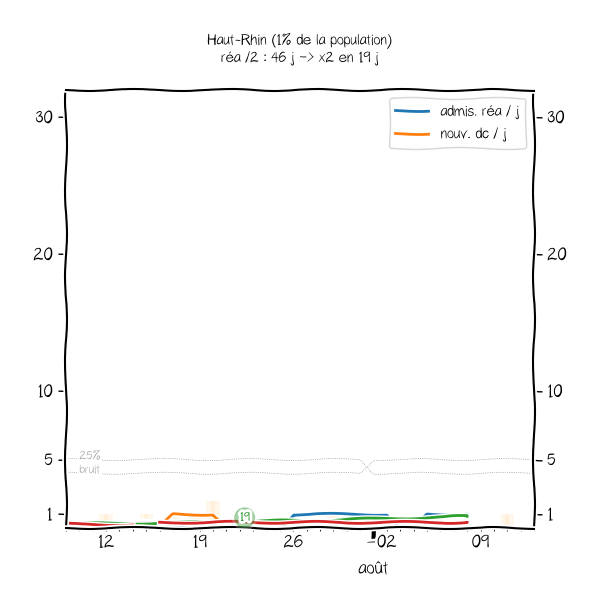 Haut-Rhin (1% de la population)
réa /2 : 46 j -> x2 en 19 j
admis. réa / j
nouv. dc / j
30
30
20
20
10
10
5
25%
bruit
5
1
19
1
12
19
26
02
09
août